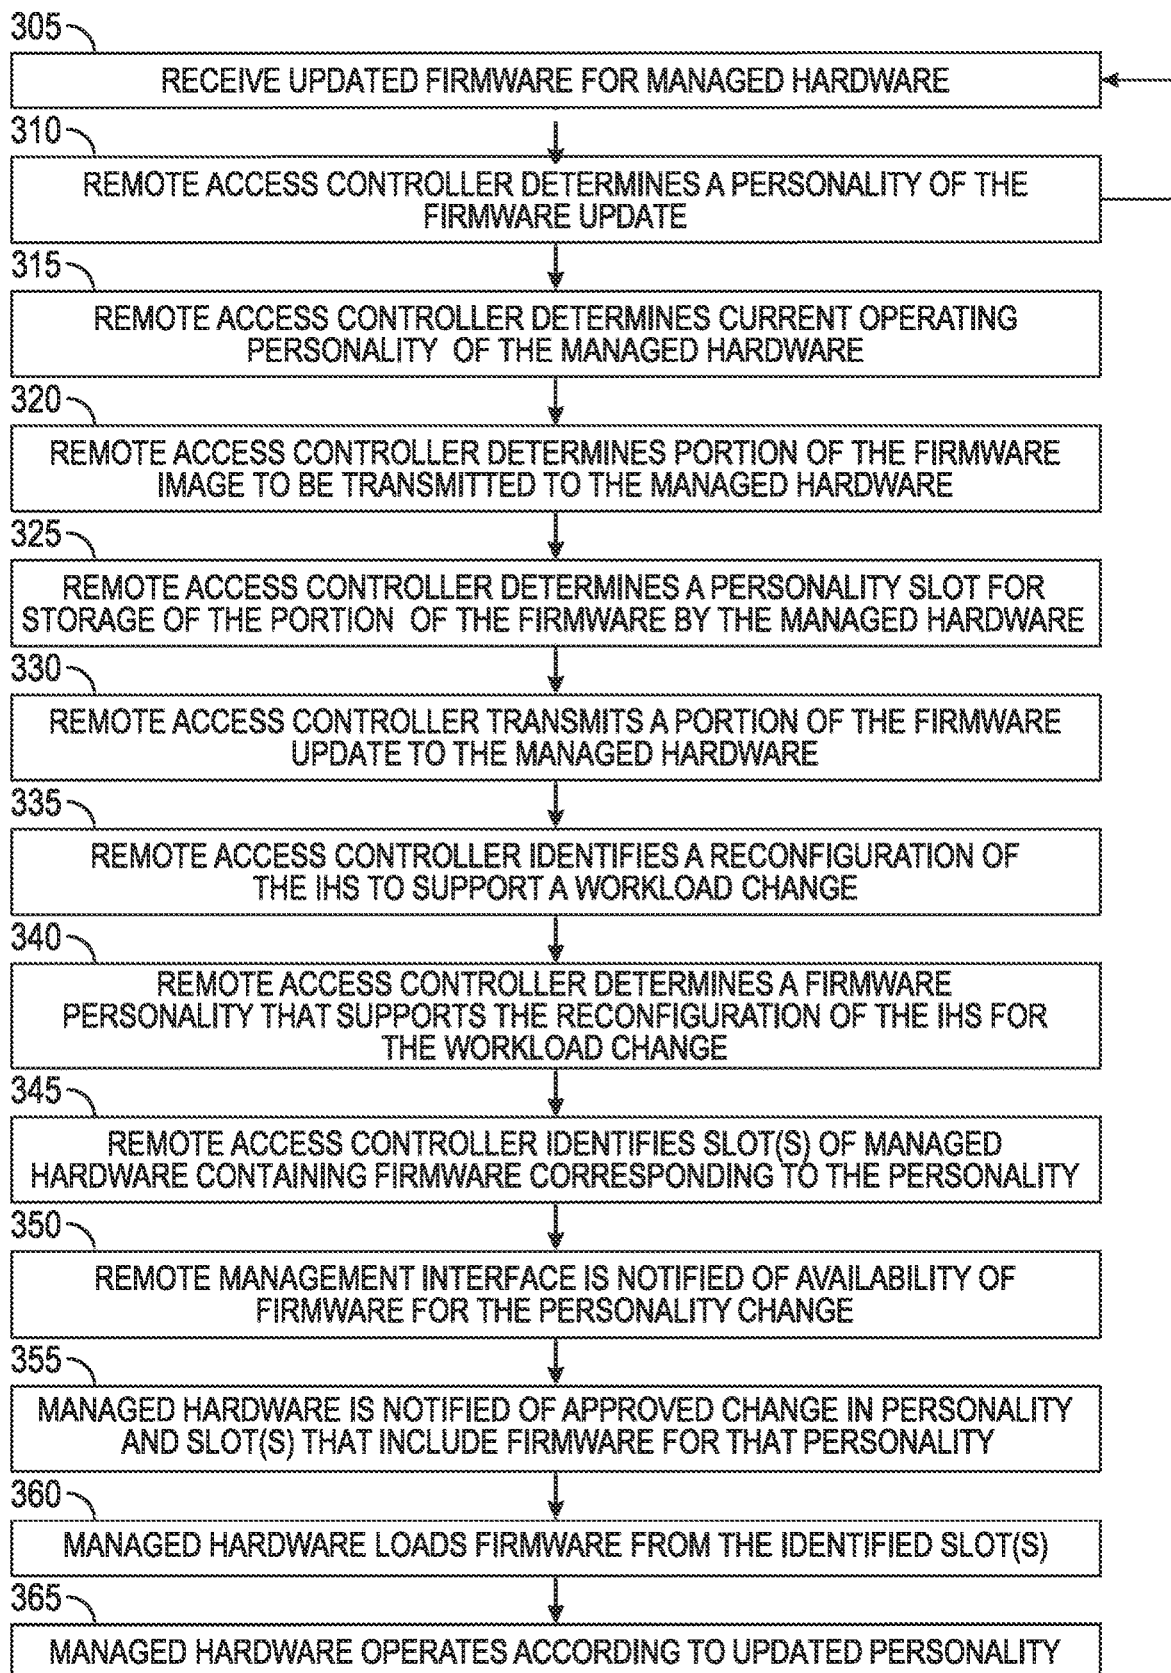 305
RECEIVE UPDATED FIRMWARE FOR MANAGED HARDWARE
310
REMOTE ACCESS CONTROLLER DETERMINES A PERSONALITY OF THE
FIRMWARE UPDATE
315
REMOTE ACCESS CONTROLLER DETERMINES CURRENT OPERATING
PERSONALITY OF THE MANAGED HARDWARE
320
REMOTE ACCESS CONTROLLER DETERMINES PORTION OF THE FIRMWARE
IMAGE TO BE TRANSMITTED TO THE MANAGED HARDWARE
325
REMOTE ACCESS CONTROLLER DETERMINES A PERSONALITY SLOT FOR
STORAGE OF THE PORTION OF THE FIRMWARE BY THE MANAGED HARDWARE
330
REMOTE ACCESS CONTROLLER TRANSMITS A PORTION OF THE FIRMWARE
UPDATE TO THE MANAGED HARDWARE
335
REMOTE ACCESS CONTROLLER IDENTIFIES A RECONFIGURATION OF
THE IHS TO SUPPORT A WORKLOAD CHANGE
340
REMOTE ACCESS CONTROLLER DETERMINES A FIRMWARE
PERSONALITY THAT SUPPORTS THE RECONFIGURATION OF THE IHS FOR
THE WORKLOAD CHANGE
345
REMOTE ACCESS CONTROLLER IDENTIFIES SLOT(S) OF MANAGED
HARDWARE CONTAINING FIRMWARE CORRESPONDING TO THE PERSONALITY
350
REMOTE MANAGEMENT INTERFACE IS NOTIFIED OF AVAILABILITY OF
FIRMWARE FOR THE PERSONALITY CHANGE
355
MANAGED HARDWARE IS NOTIFIED OF APPROVED CHANGE IN PERSONALITY
AND SLOT(S) THAT INCLUDE FIRMWARE FOR THAT PERSONALITY
360
MANAGED HARDWARE LOADS FIRMWARE FROM THE IDENTIFIED SLOT(S)
365
MANAGED HARDWARE OPERATES ACCORDING TO UPDATED PERSONALITY